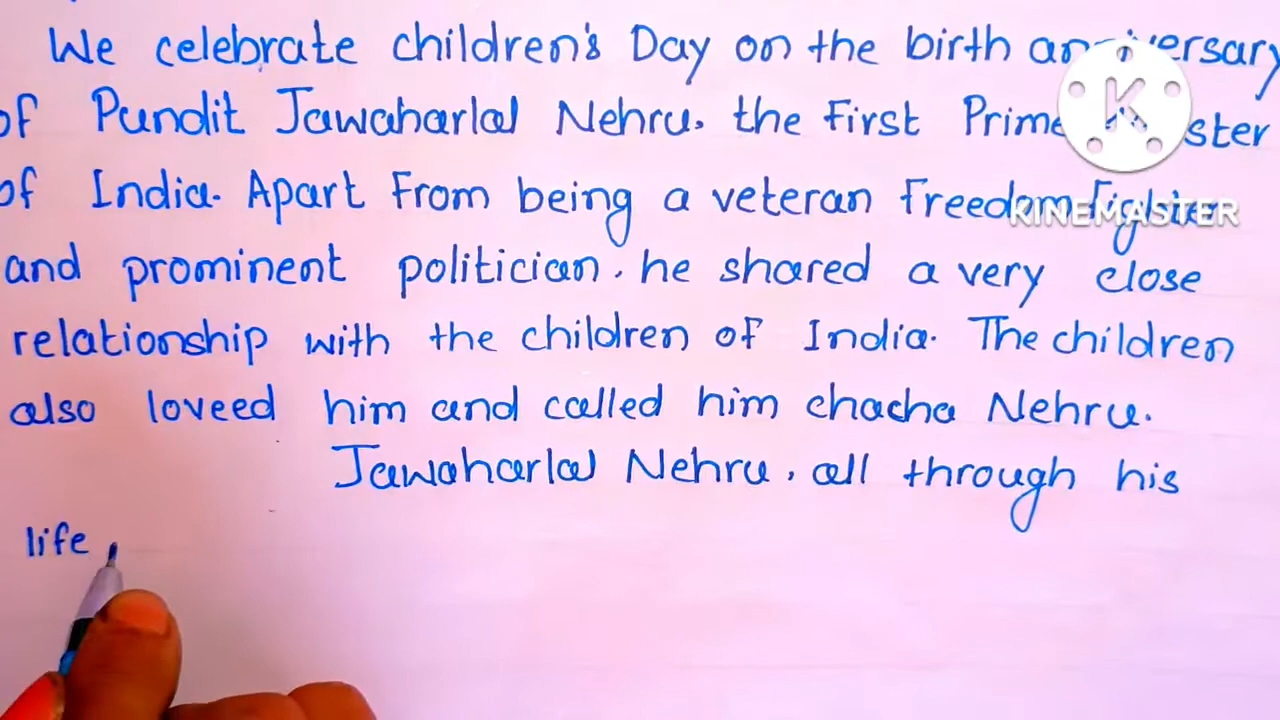 We celebrate children's Day on the birth anniversary
of Pundit Jawaharlal Nehru. the First Prime
of India. Apart From being a veteran Freedom Fighter
and prominent politician. he shared a very close
relationship with the children of India. The children
also loveed him and called him chacha Nehru.
Jawaharlal Nehru, all through his
life
KINEMASTER